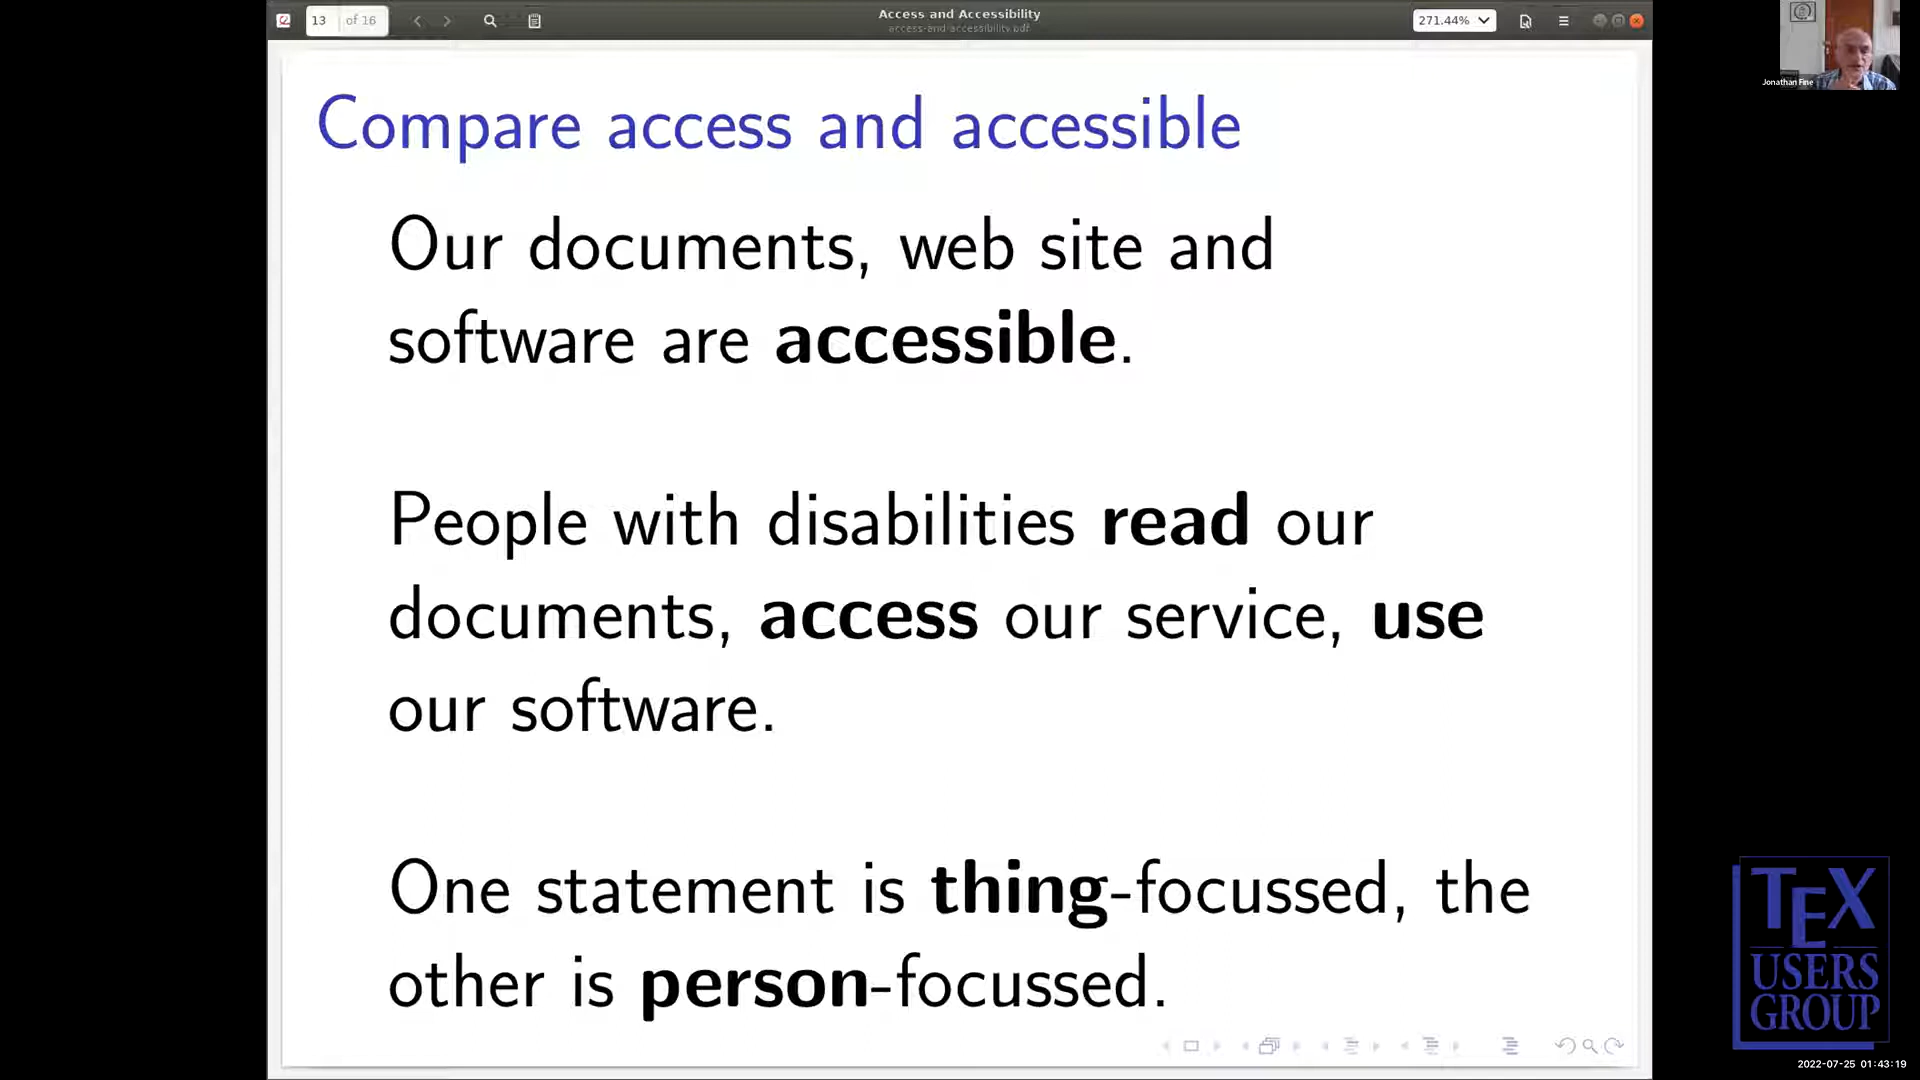 13 of 16
Access and Accessibility
access-and-accessibility.pdf
271.44%
Jonathan Fine
Compare access and accessible
Our documents, web site and
software are accessible.
People with disabilities read our
documents, access our service, use
our software.
One statement is thing-focussed, the
other is person-focussed.
TEX
USERS
GROUP
2022-07-25 01:43:19